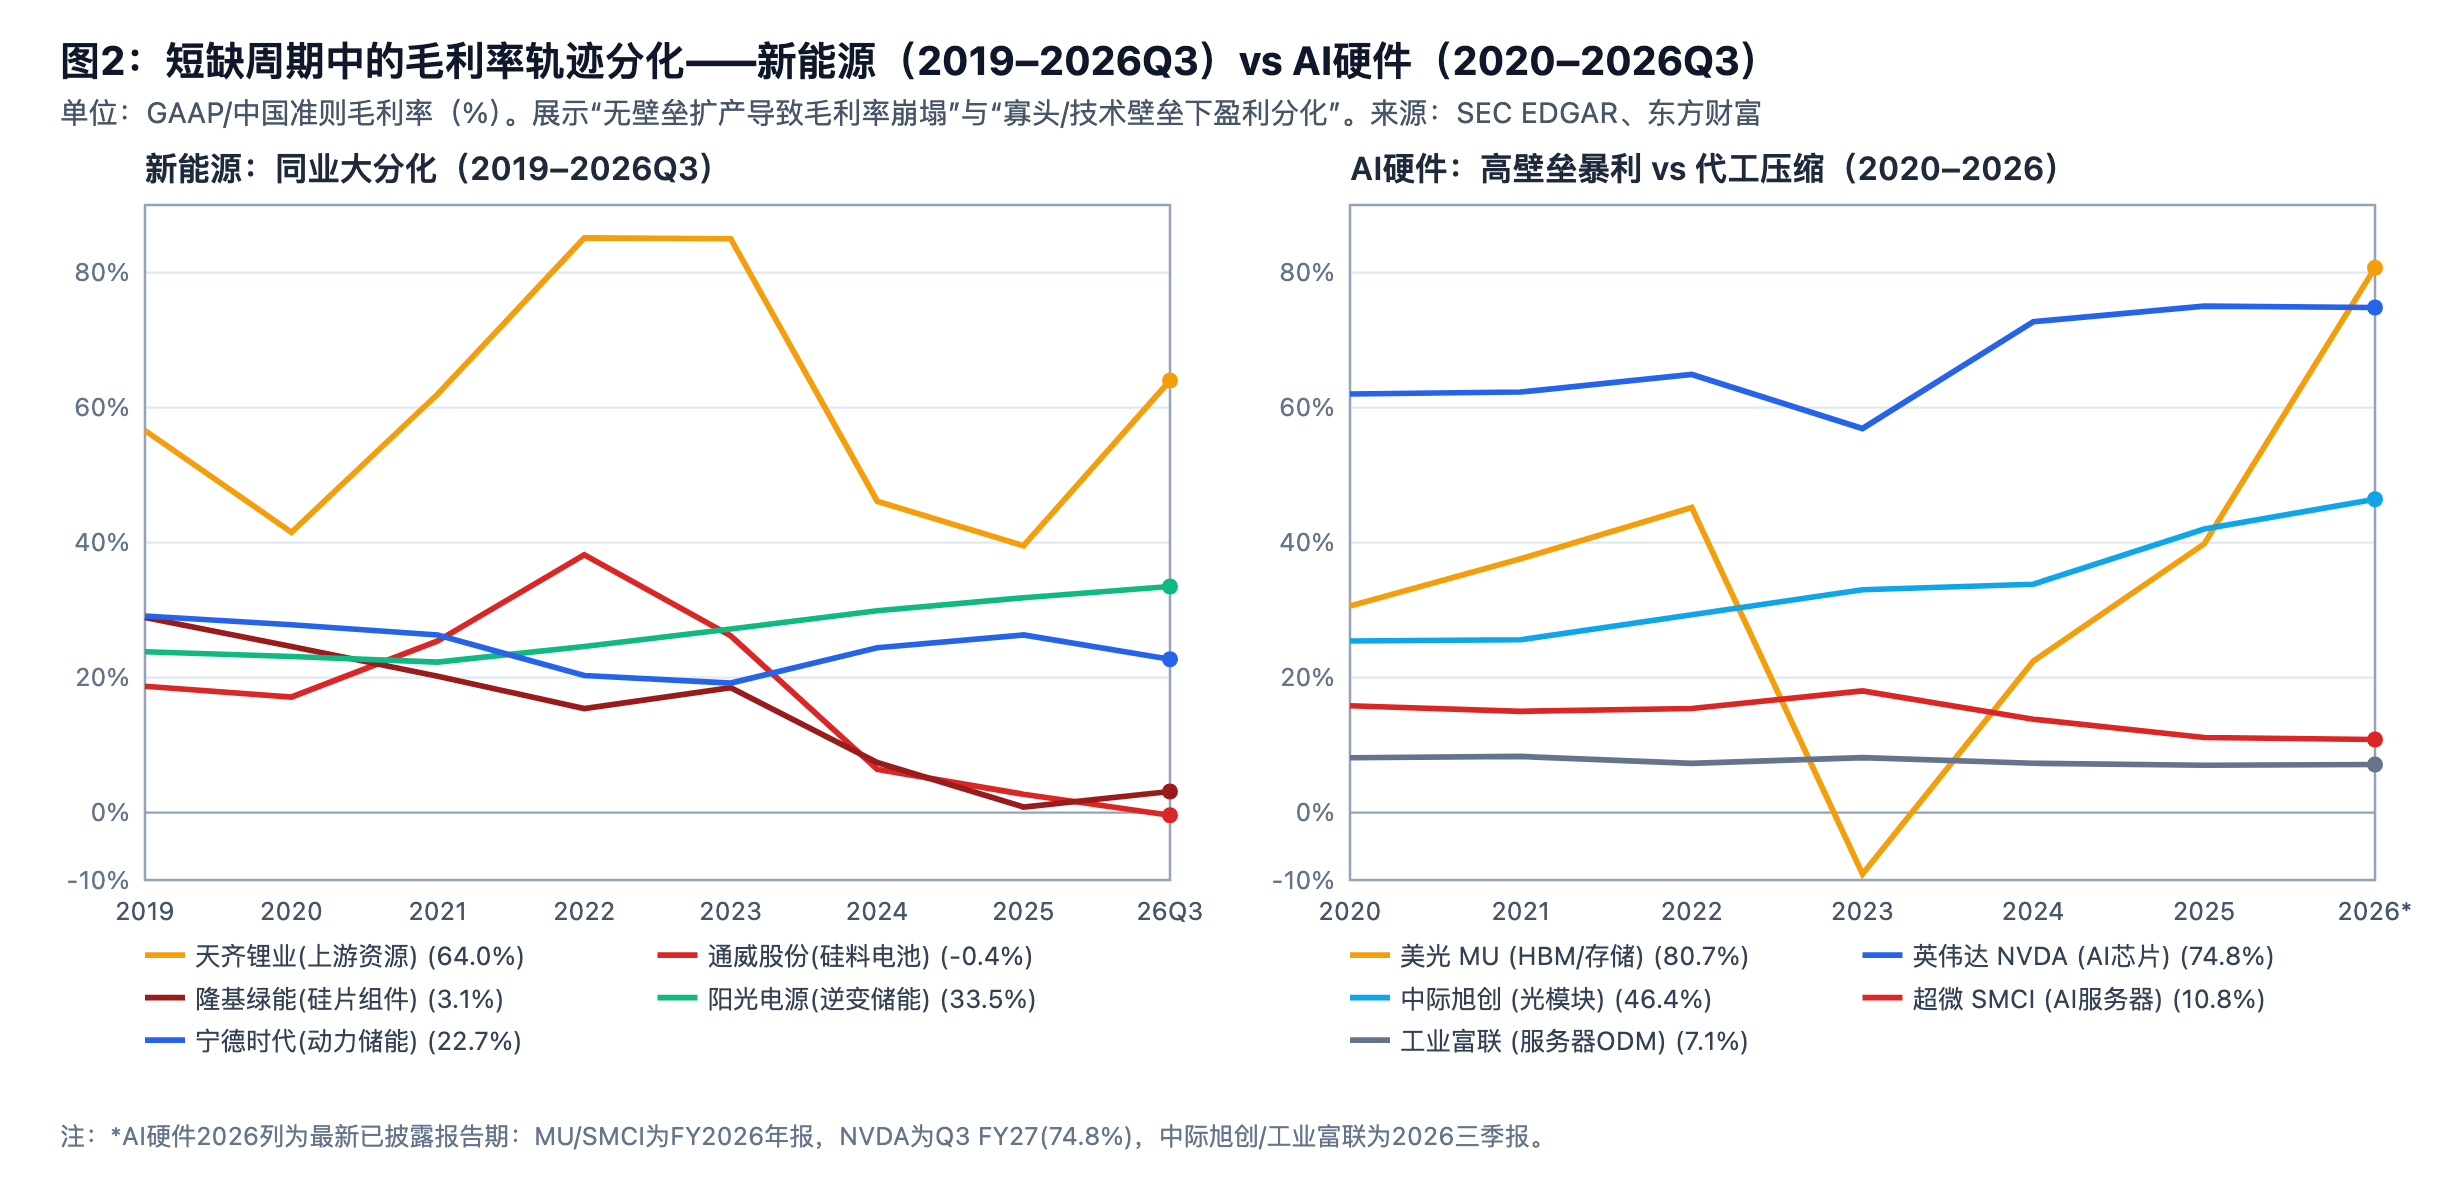 图2：短缺周期中的毛利率轨迹分化——新能源（2019–2026Q3）vs AI硬件（2020–2026Q3）
单位：GAAP/中国准则毛利率（%）。展示“无壁垒扩产导致毛利率崩塌”与“寡头/技术壁垒下盈利分化”。来源：SEC EDGAR、东方财富
新能源：同业大分化（2019–2026Q3）
80%
60%
40%
20%
0%
-10%
2019 2020 2021 2022 2023 2024 2025 26Q3
天齐锂业(上游资源) (64.0%) 通威股份(硅料电池) (-0.4%)
隆基绿能(硅片组件) (3.1%) 阳光电源(逆变储能) (33.5%)
宁德时代(动力储能) (22.7%)
AI硬件：高壁垒暴利 vs 代工压缩（2020–2026）
80%
60%
40%
20%
0%
-10%
2020 2021 2022 2023 2024 2025 2026*
美光 MU (HBM/存储) (80.7%) 英伟达 NVDA (AI芯片) (74.8%)
中际旭创 (光模块) (46.4%) 超微 SMCI (AI服务器) (10.8%)
工业富联 (服务器ODM) (7.1%)
注：*AI硬件2026列为最新已披露报告期：MU/SMCI为FY2026年报，NVDA为Q3 FY27(74.8%)，中际旭创/工业富联为2026三季报。